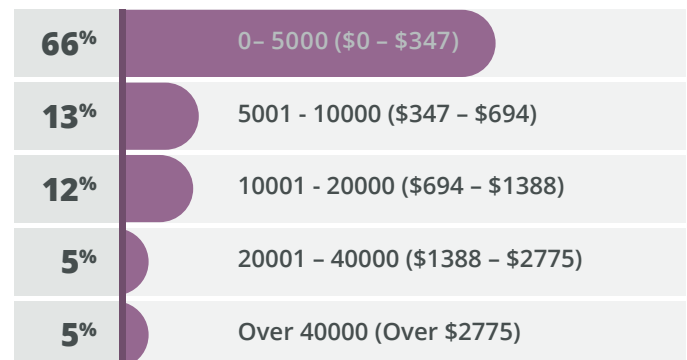 66% 0– 5000 ($0 – $347)
13% 5001 - 10000 ($347 – $694)
12% 10001 - 20000 ($694 – $1388)
5% 20001 – 40000 ($1388 – $2775)
5% Over 40000 (Over $2775)